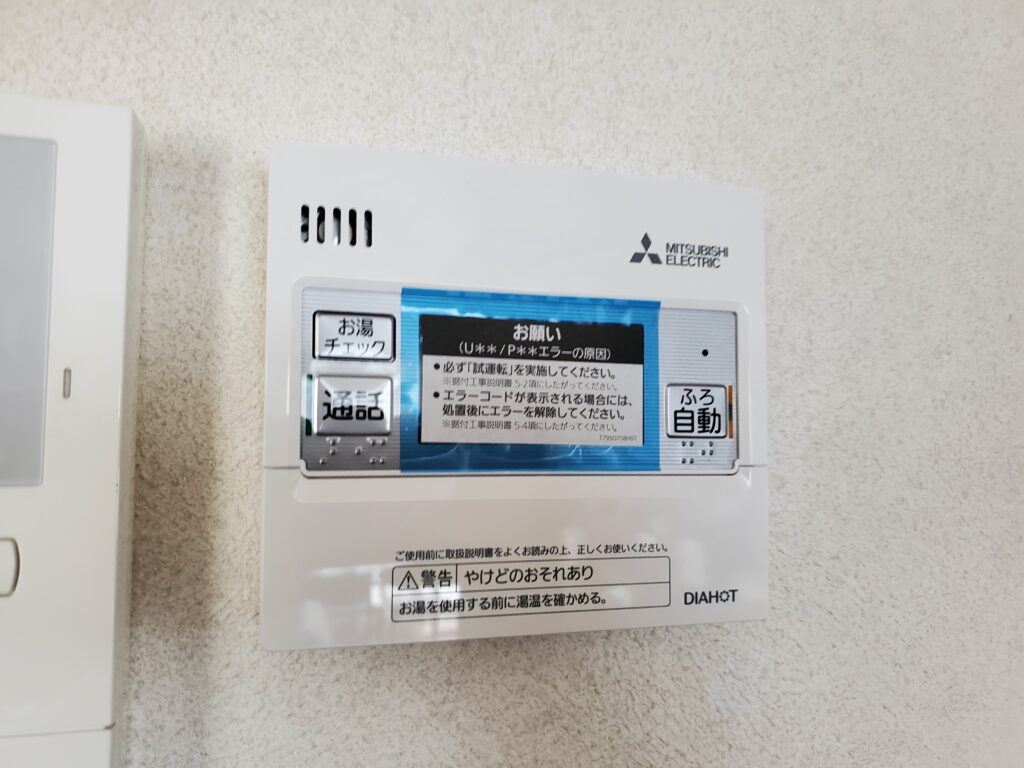 MITSUBISHI
ELECTRIC
お湯
チェック
通話
お願い
(U＊＊/P＊＊エラーの原因)
●必ず「試運転」を実施してください。
※据付工事説明書 5-2項にしたがってください。
●エラーコードが表示される場合には、
処置後にエラーを解除してください。
※据付工事説明書 5-4項にしたがってください。
ふろ
自動
ご使用前に取扱説明書をよくお読みの上、正しくお使いください。
⚠警告 やけどのおそれあり
お湯を使用する前に湯温を確かめる。
DIAHOT